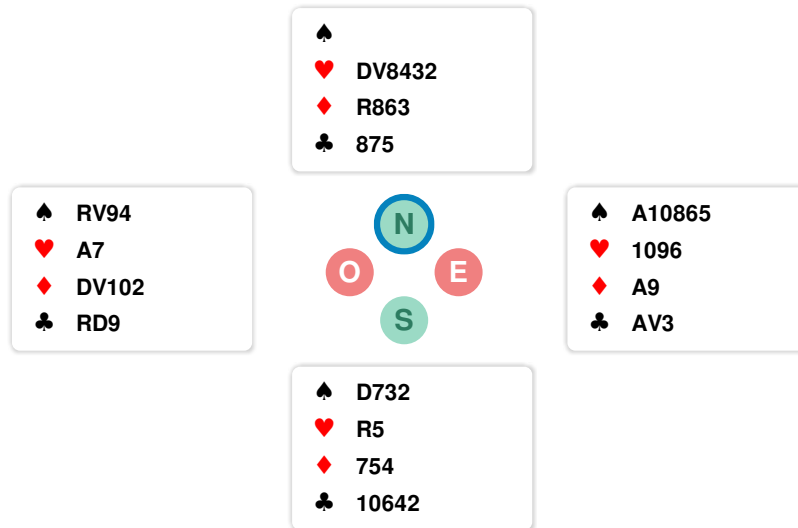 ♠
♥ DV8432
♦ R863
♣ 875
♠ RV94
♥ A7
♦ DV102
♣ RD9
N
O E
S
♠ A10865
♥ 1096
♦ A9
♣ AV3
♠ D732
♥ R5
♦ 754
♣ 10642